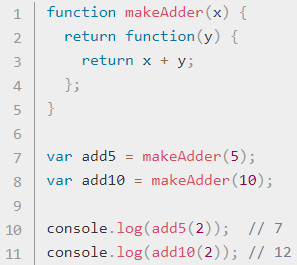 1 function makeAdder(x) {
2   return function(y) {
3     return x + y;
4   };
5 }
6
7 var add5 = makeAdder(5);
8 var add10 = makeAdder(10);
9
10 console.log(add5(2));  // 7
11 console.log(add10(2)); // 12